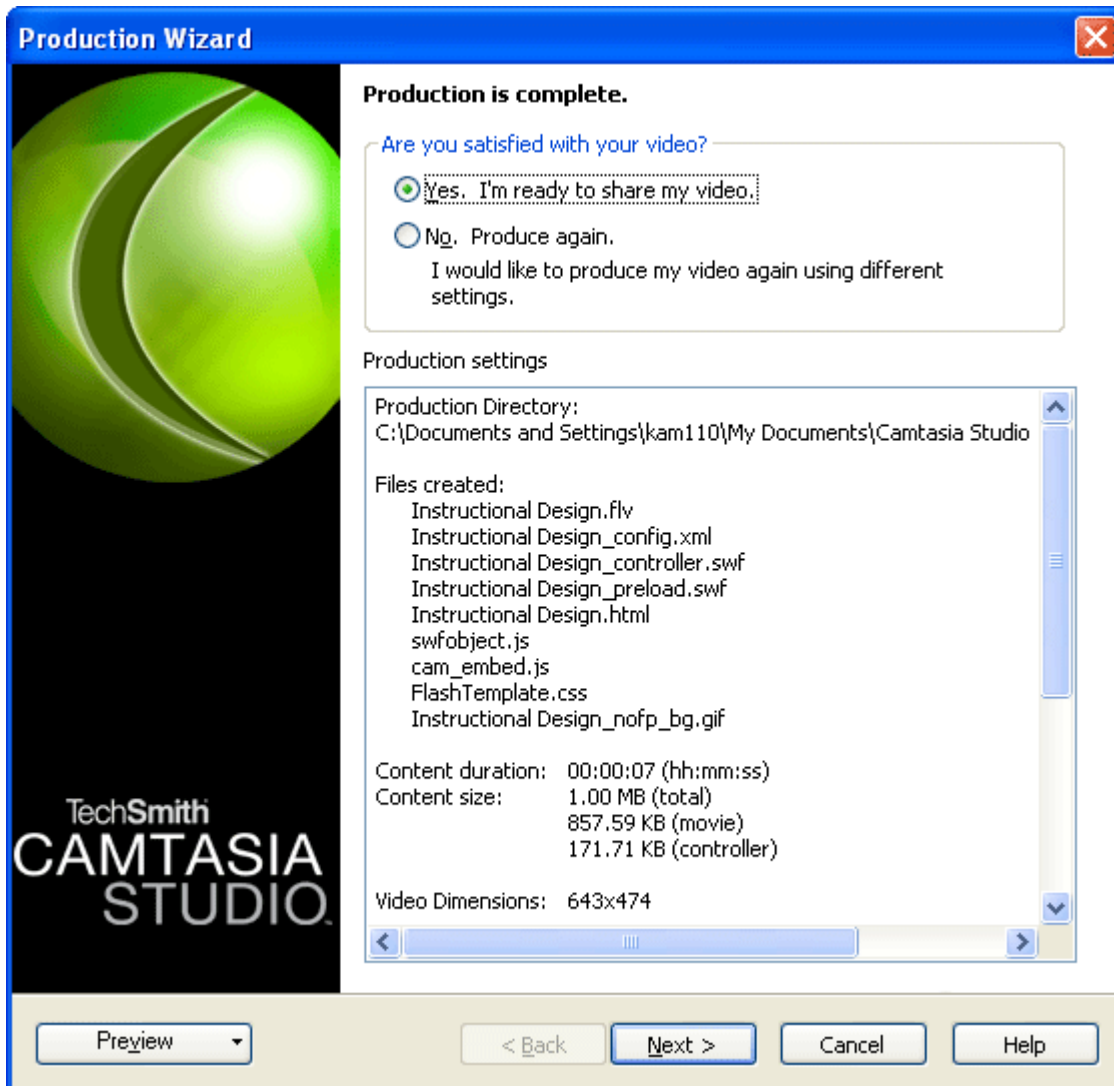 Production Wizard
Production is complete.
Are you satisfied with your video?
Yes. I'm ready to share my video.
No. Produce again.
I would like to produce my video again using different
settings.
Production settings
Production Directory:
C:\Documents and Settings\kam110\My Documents\Camtasia Studio
Files created:
Instructional Design.flv
Instructional Design_config.xml
Instructional Design_controller.swf
Instructional Design_preload.swf
Instructional Design.html
swfobject.js
cam_embed.js
FlashTemplate.css
Instructional Design_nofp_bg.gif
Content duration: 00:00:07 (hh:mm:ss)
Content size: 1.00 MB (total)
857.59 KB (movie)
171.71 KB (controller)
Video Dimensions: 643x474
TechSmith
CAMTASIA
STUDIO
Preview < Back Next > Cancel Help